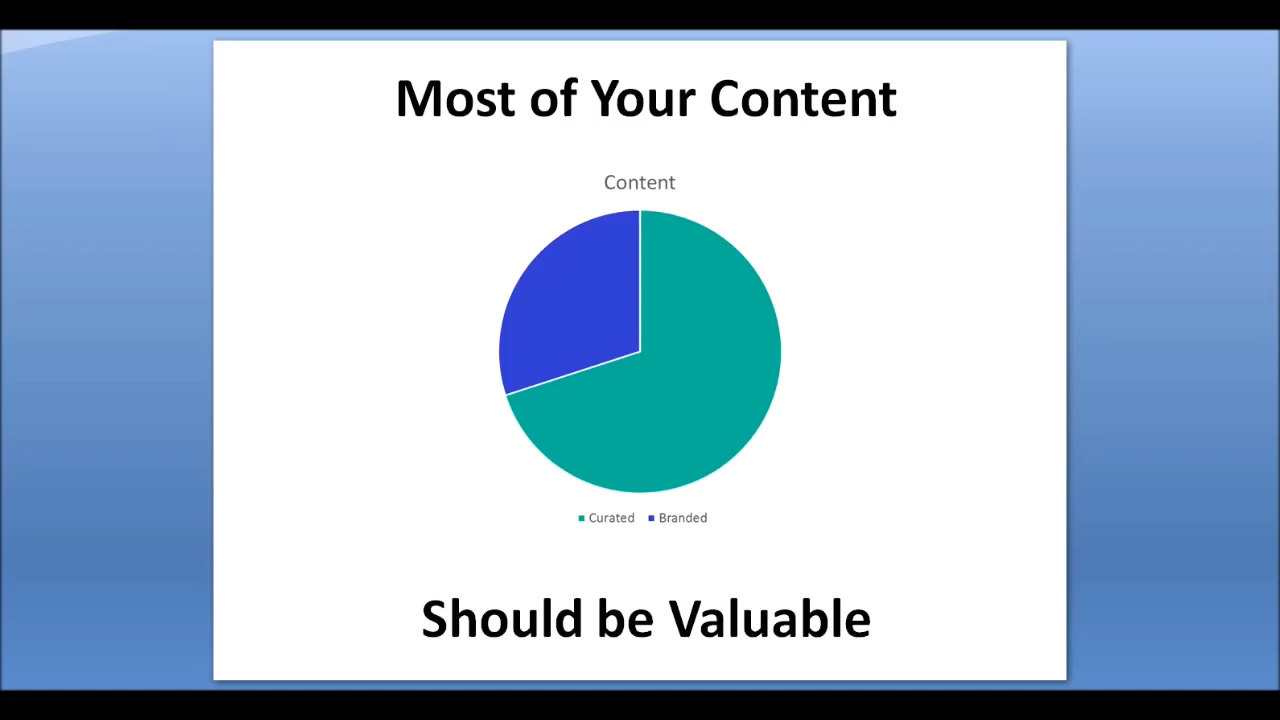 Most of Your Content
Content
Curated Branded
Should be Valuable